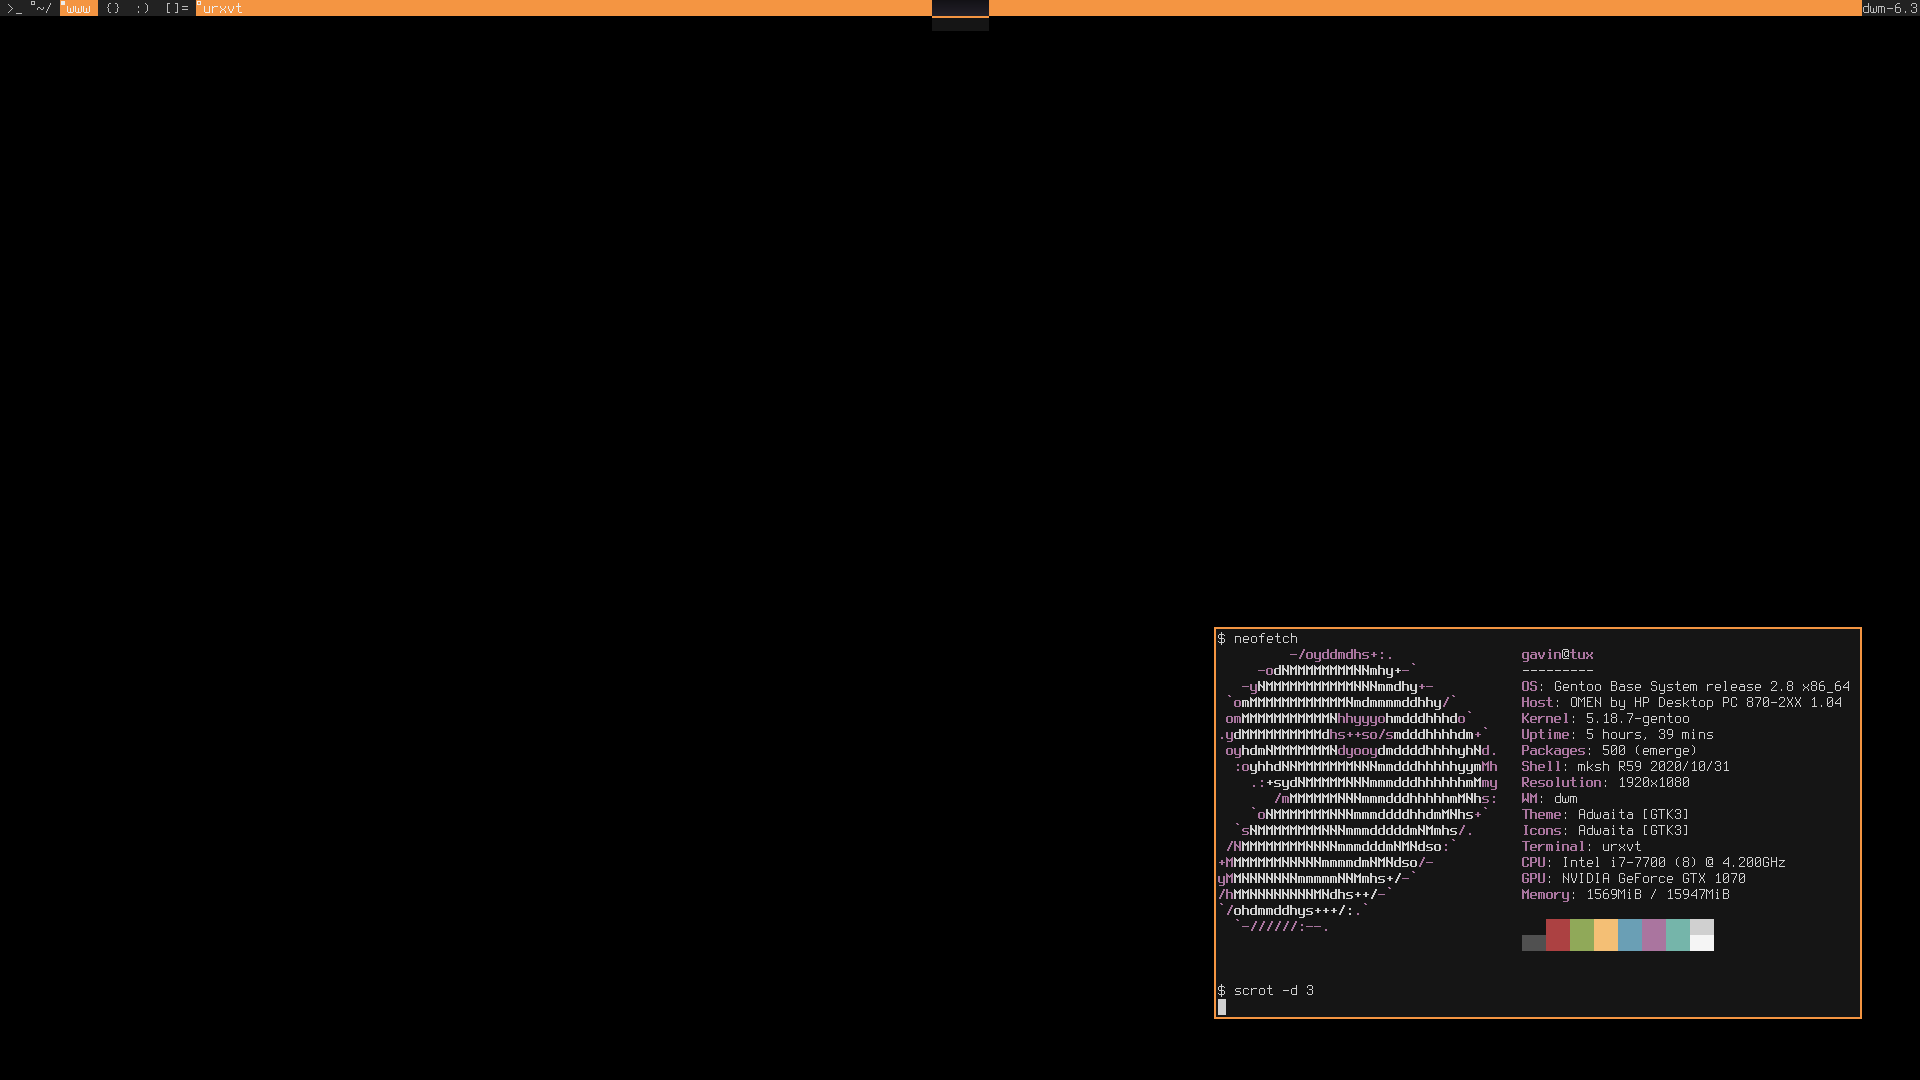 >_ ~/ www {} :) []= urxvt dwm-6.3
$ neofetch
-/oyddmdhs+:. gavin@tux
-odNMMMMMMMMNNmhy+-` ---------
-yNMMMMMMMMMMMNNNmmdhy+- OS: Gentoo Base System release 2.8 x86_64
`omMMMMMMMMMMMMNmdmmmmddhhy/` Host: OMEN by HP Desktop PC 870-2XX 1.04
omMMMMMMMMMMMNhhyyyohmdddhhhdo` Kernel: 5.18.7-gentoo
.ydMMMMMMMMMMdhs++so/smdddhhhhdm+` Uptime: 5 hours, 39 mins
oyhdmNMMMMMMMNdyooydmddddhhhhyhNd. Packages: 500 (emerge)
:oyhhdNNMMMMMMMNNNmmdddhhhhhyymMh Shell: mksh R59 2020/10/31
.:+sydNMMMMMNNNmmmdddhhhhhhmMmy Resolution: 1920x1080
/mMMMMMMNNNmmmdddhhhhhmMNhs: WM: dwm
`oNMMMMMMMNNNmmmddddhhdmMNhs+` Theme: Adwaita [GTK3]
`sNMMMMMMMMNNNmmmdddddmNMmhs/. Icons: Adwaita [GTK3]
/NMMMMMMMMNNNNmmmdddmNMNdso:` Terminal: urxvt
+MMMMMMMNNNNNmmmmdmNMNdso/- CPU: Intel i7-7700 (8) @ 4.200GHz
yMMNNNNNNNmmmmmNNMmhs+/-` GPU: NVIDIA GeForce GTX 1070
/hMMNNNNNNNNMNdhs++/-` Memory: 1569MiB / 15947MiB
`/ohdmmddhys+++/:.`
`-//////:--.
$ scrot -d 3